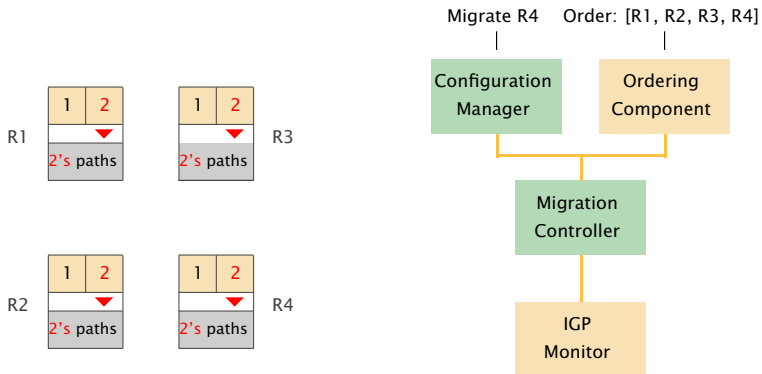 Migrate R4 Order: [R1, R2, R3, R4]
Configuration
Manager
Ordering
Component
1 2
1 2
R1
R3
2's paths
2's paths
Migration
Controller
1 2
1 2
R2
R4
2's paths
2's paths
IGP
Monitor